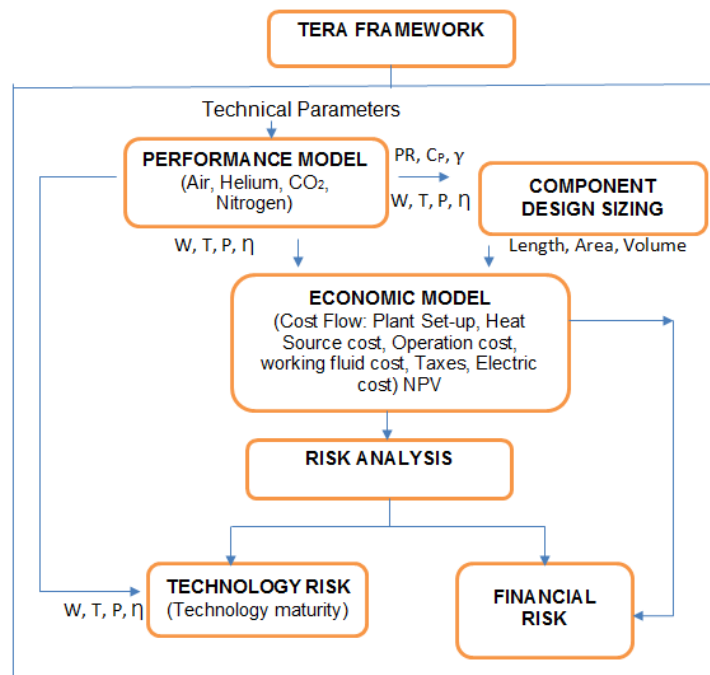 TERA FRAMEWORK
Technical Parameters
PERFORMANCE MODEL
(Air, Helium, CO₂,
Nitrogen)
PR, Cₚ, γ
W, T, P, η
COMPONENT
DESIGN SIZING
W, T, P, η
Length, Area, Volume
ECONOMIC MODEL
(Cost Flow: Plant Set-up, Heat
Source cost, Operation cost,
working fluid cost, Taxes, Electric
cost) NPV
RISK ANALYSIS
TECHNOLOGY RISK
(Technology maturity)
W, T, P, η
FINANCIAL
RISK